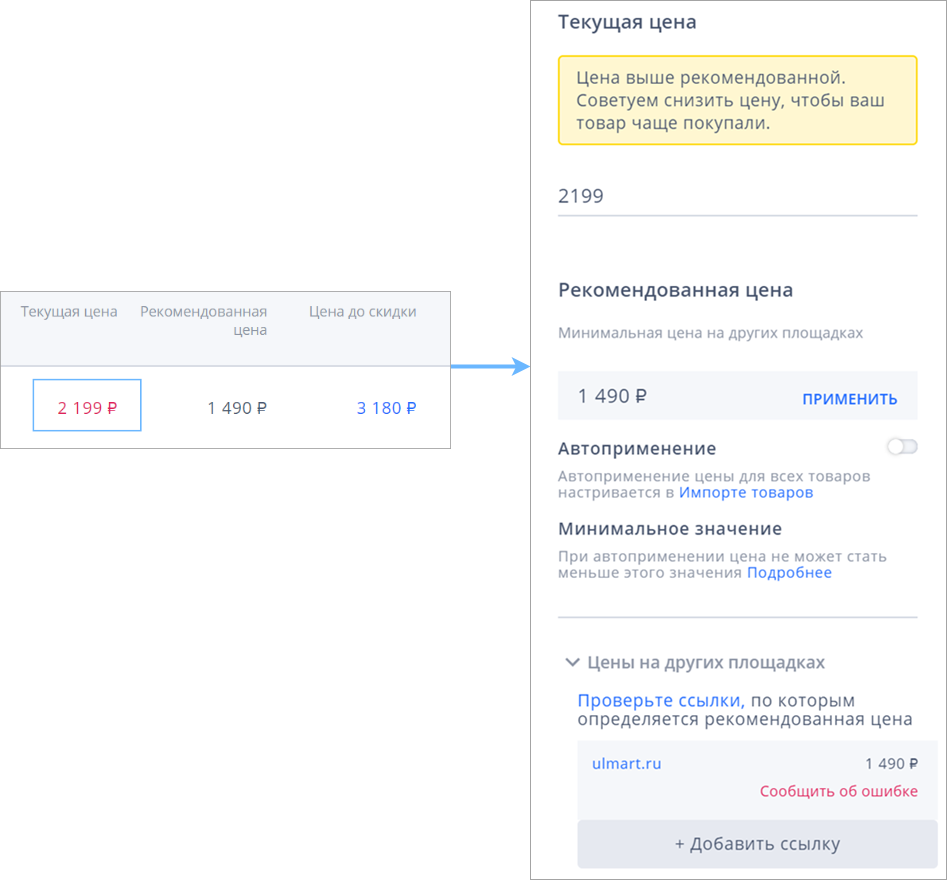 Текущая цена
Рекомендованная
цена
Цена до скидки
2 199 ₽
1 490 ₽
3 180 ₽
Текущая цена
Цена выше рекомендованной.
Советуем снизить цену, чтобы ваш
товар чаще покупали.
2199
Рекомендованная цена
Минимальная цена на других площадках
1 490 ₽
ПРИМЕНИТЬ
Автоприменение
Автоприменение цены для всех товаров
настривается в Импорте товаров
Минимальное значение
При автоприменении цена не может стать
меньше этого значения Подробнее
Цены на других площадках
Проверьте ссылки, по которым
определяется рекомендованная цена
ulmart.ru
1 490 ₽
Сообщить об ошибке
+ Добавить ссылку